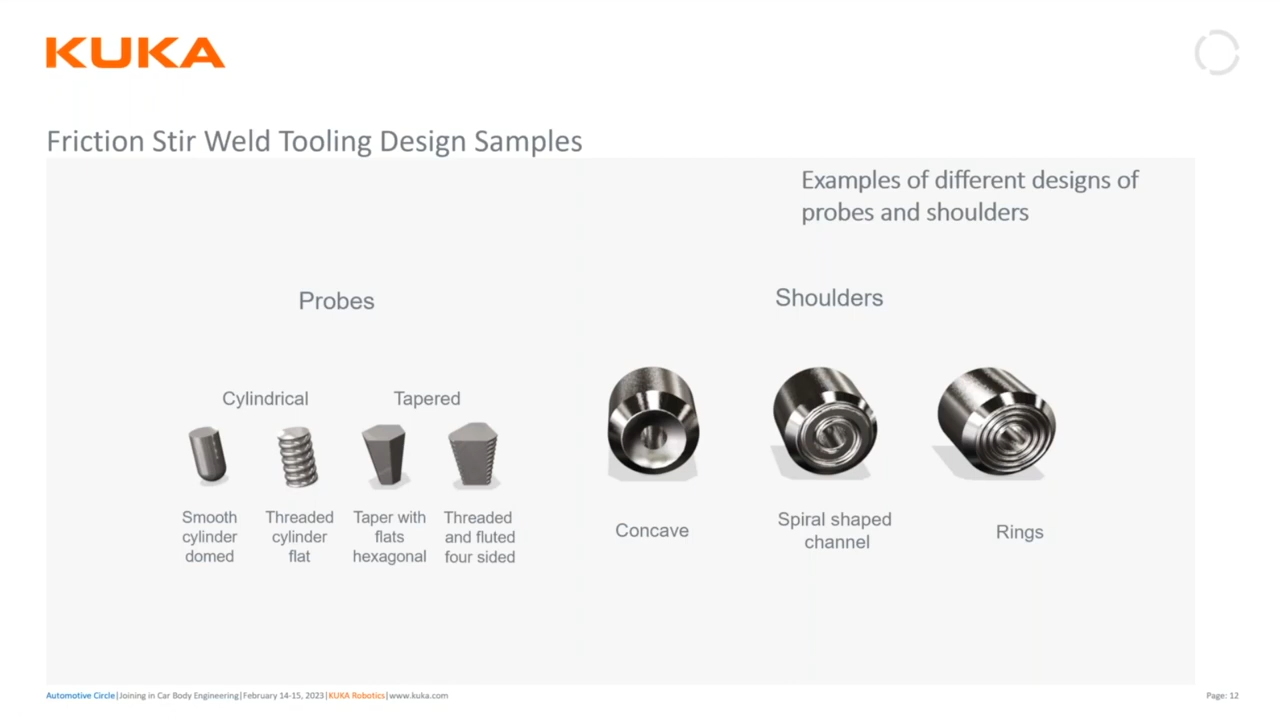 KUKA
Friction Stir Weld Tooling Design Samples
Examples of different designs of
probes and shoulders
Probes
Shoulders
Cylindrical
Tapered
Smooth
cylinder
domed
Threaded
cylinder
flat
Taper with
flats
hexagonal
Threaded
and fluted
four sided
Concave
Spiral shaped
channel
Rings
Automotive Circle|Joining in Car Body Engineering|February 14-15, 2023|KUKA Robotics|www.kuka.com
Page: 12